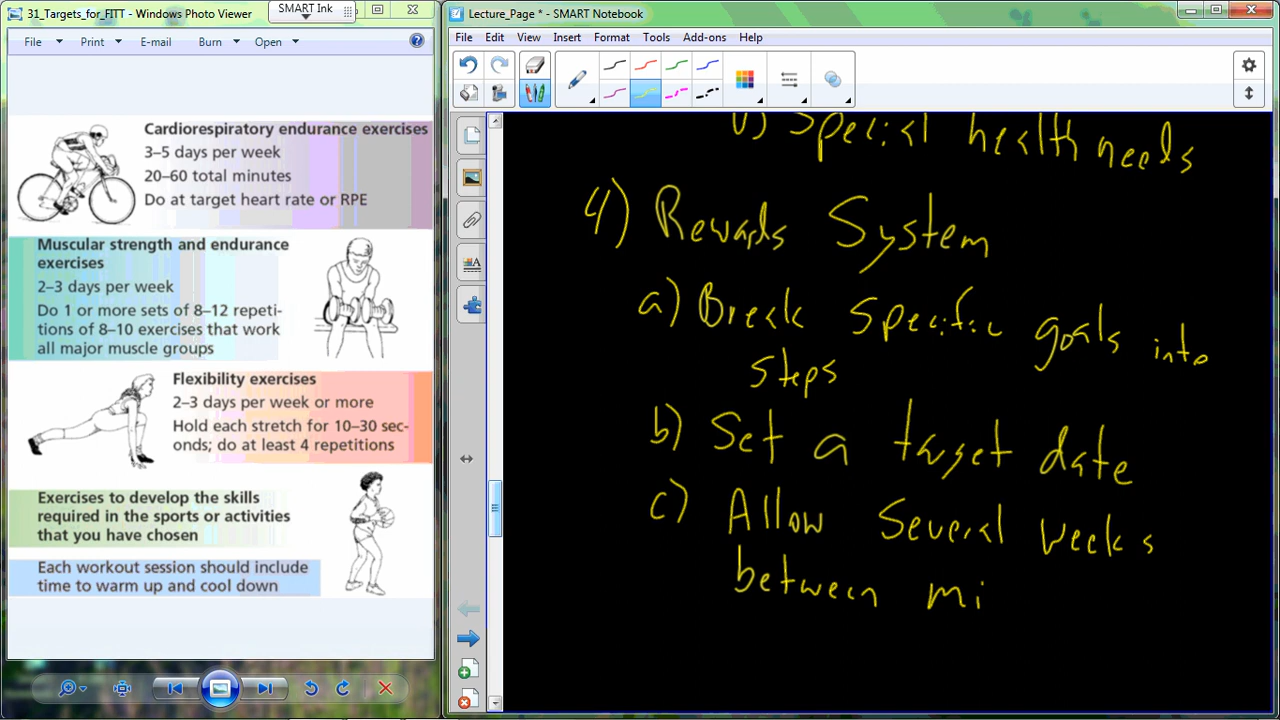 31_Targets_for_FITT - Windows Photo Viewer
SMART Ink
File Print E-mail Burn Open
Cardiorespiratory endurance exercises
3–5 days per week
20–60 total minutes
Do at target heart rate or RPE
Muscular strength and endurance
exercises
2–3 days per week
Do 1 or more sets of 8–12 repeti-
tions of 8–10 exercises that work
all major muscle groups
Flexibility exercises
2–3 days per week or more
Hold each stretch for 10–30 sec-
onds; do at least 4 repetitions
Exercises to develop the skills
required in the sports or activities
that you have chosen
Each workout session should include
time to warm up and cool down
Lecture_Page * - SMART Notebook
File Edit View Insert Format Tools Add-ons Help
Special health needs
4) Rewards System
a) Break specific goals into
steps
b) Set a target date
c) Allow several weeks
between mi